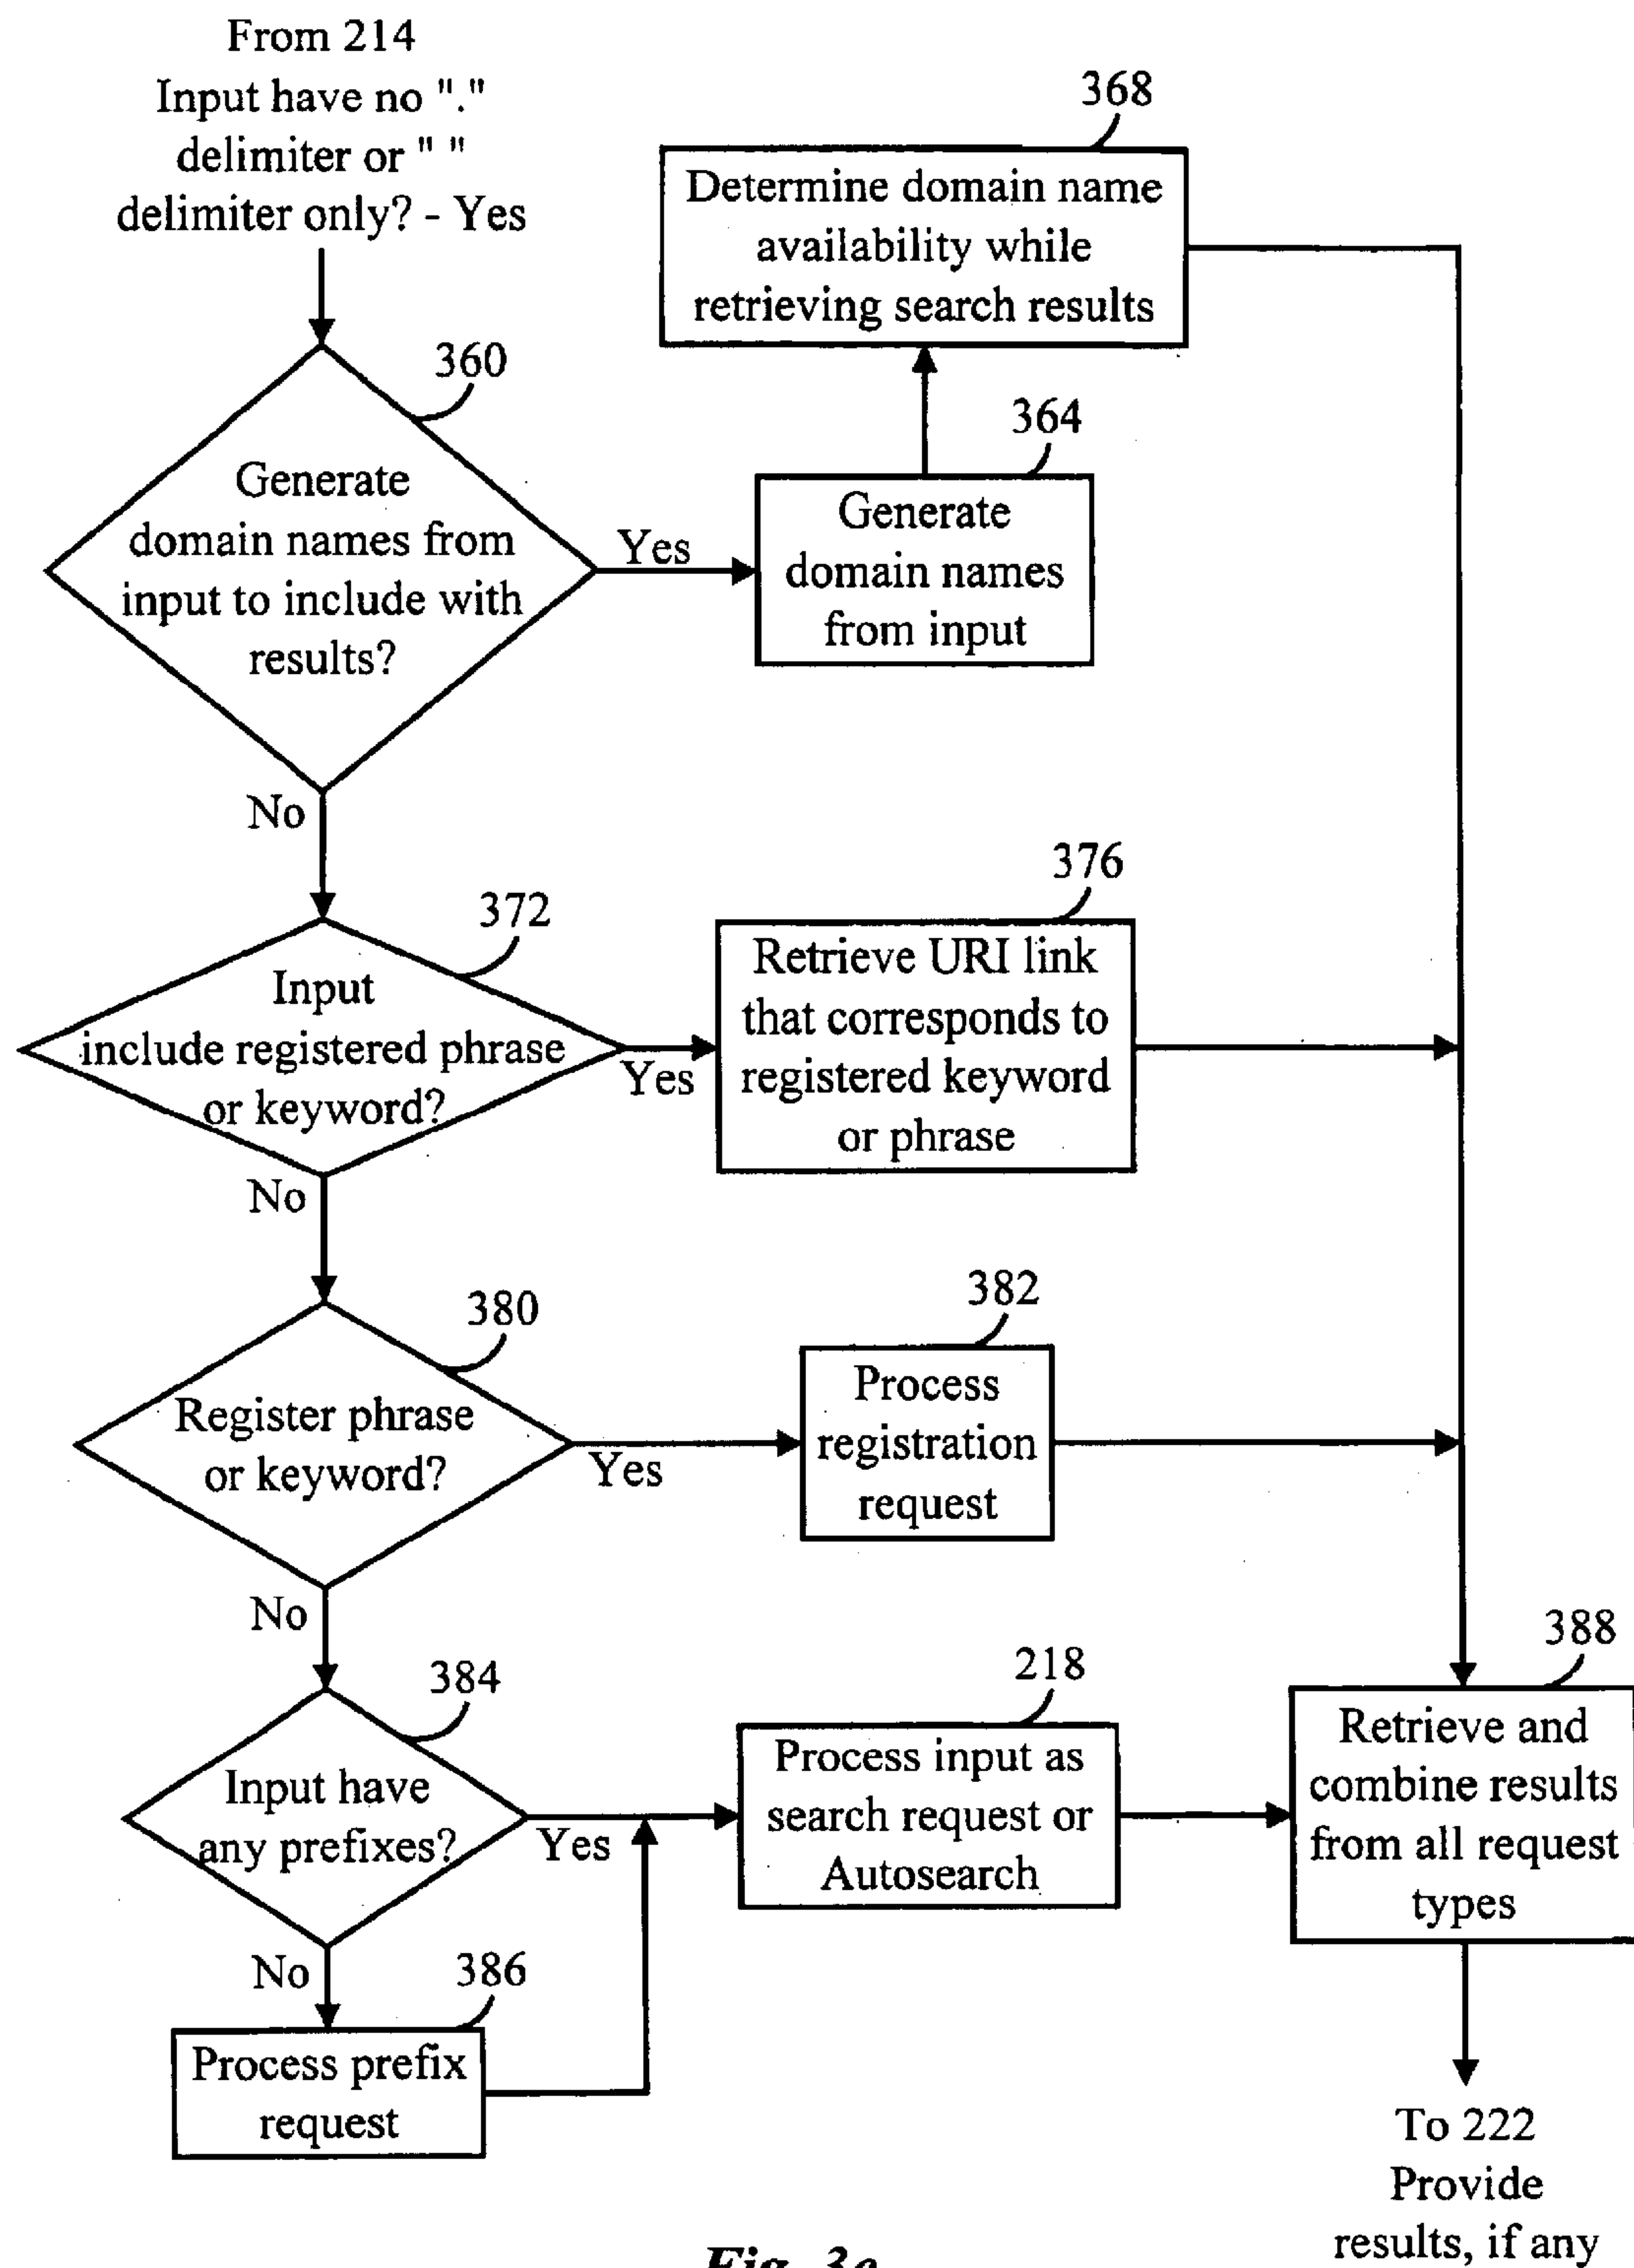 From 214
Input have no "."
delimiter or " "
delimiter only? - Yes
368
Determine domain name
availability while
retrieving search results
360
Generate
domain names from
input to include with
results?
Yes
364
Generate
domain names
from input
No
372
Input
include registered phrase
or keyword?
Yes
376
Retrieve URI link
that corresponds to
registered keyword
or phrase
No
380
Register phrase
or keyword?
Yes
382
Process
registration
request
No
384
Input have
any prefixes?
Yes
218
Process input as
search request or
Autosearch
388
Retrieve and
combine results
from all request
types
No
386
Process prefix
request
To 222
Provide
results, if any